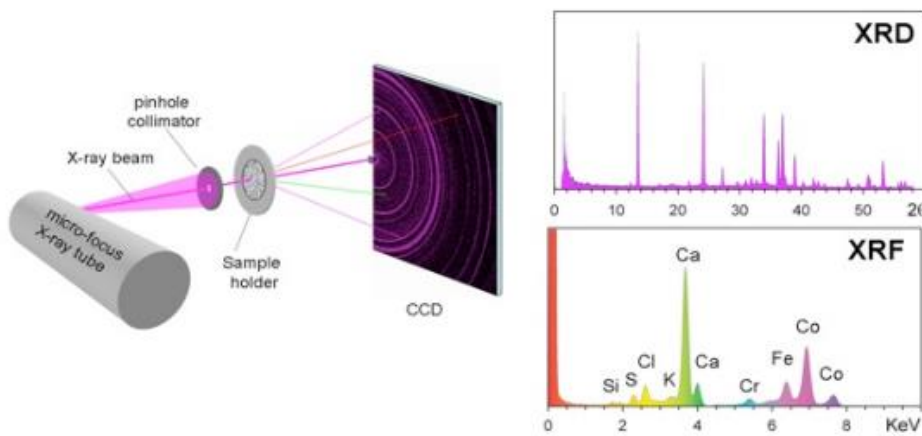 pinhole
collimator
X-ray beam
micro-focus
X-ray tube
Sample
holder
CCD
XRD
0 10 20 30 40 50 2θ
XRF
Ca
Co
Cl
Fe
Si S K Ca Cr Co
0 2 4 6 8 KeV